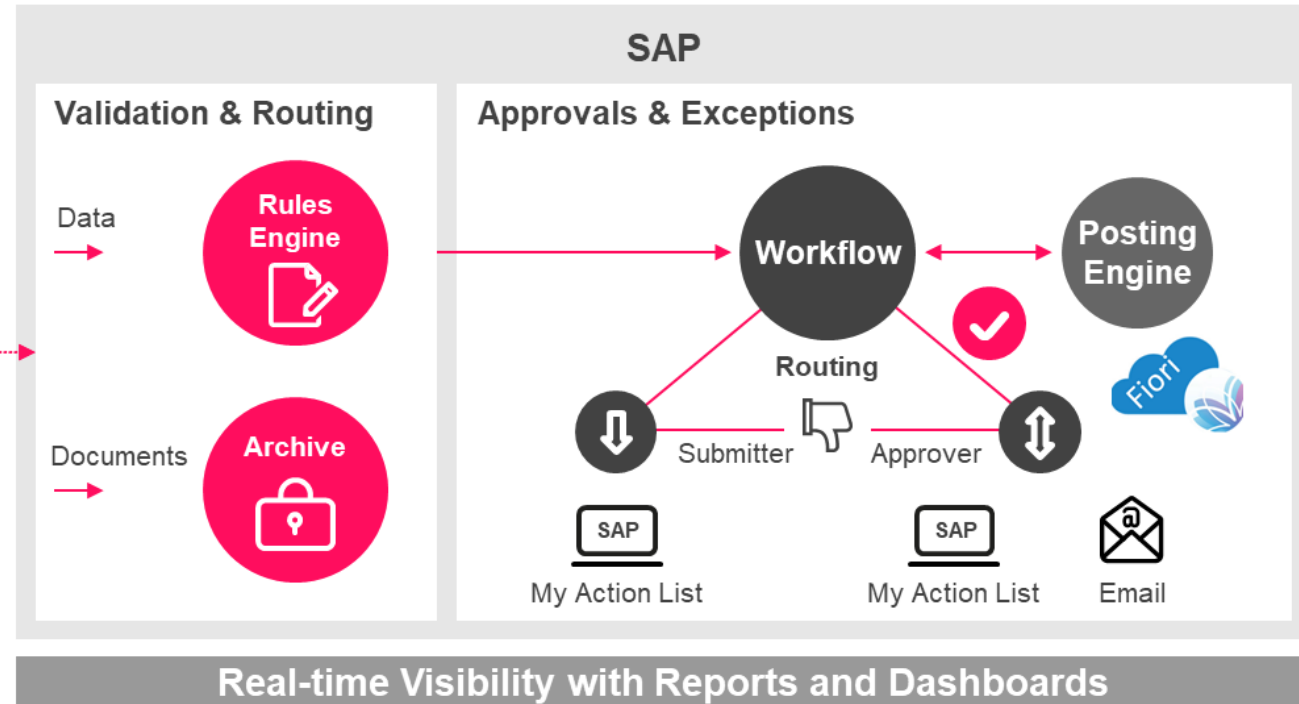 SAP
Validation & Routing
Data
Rules
Engine
Documents
Archive
Approvals & Exceptions
Workflow
Posting
Engine
Routing
Fiori
Submitter
Approver
SAP
My Action List
SAP
My Action List
@
Email
Real-time Visibility with Reports and Dashboards